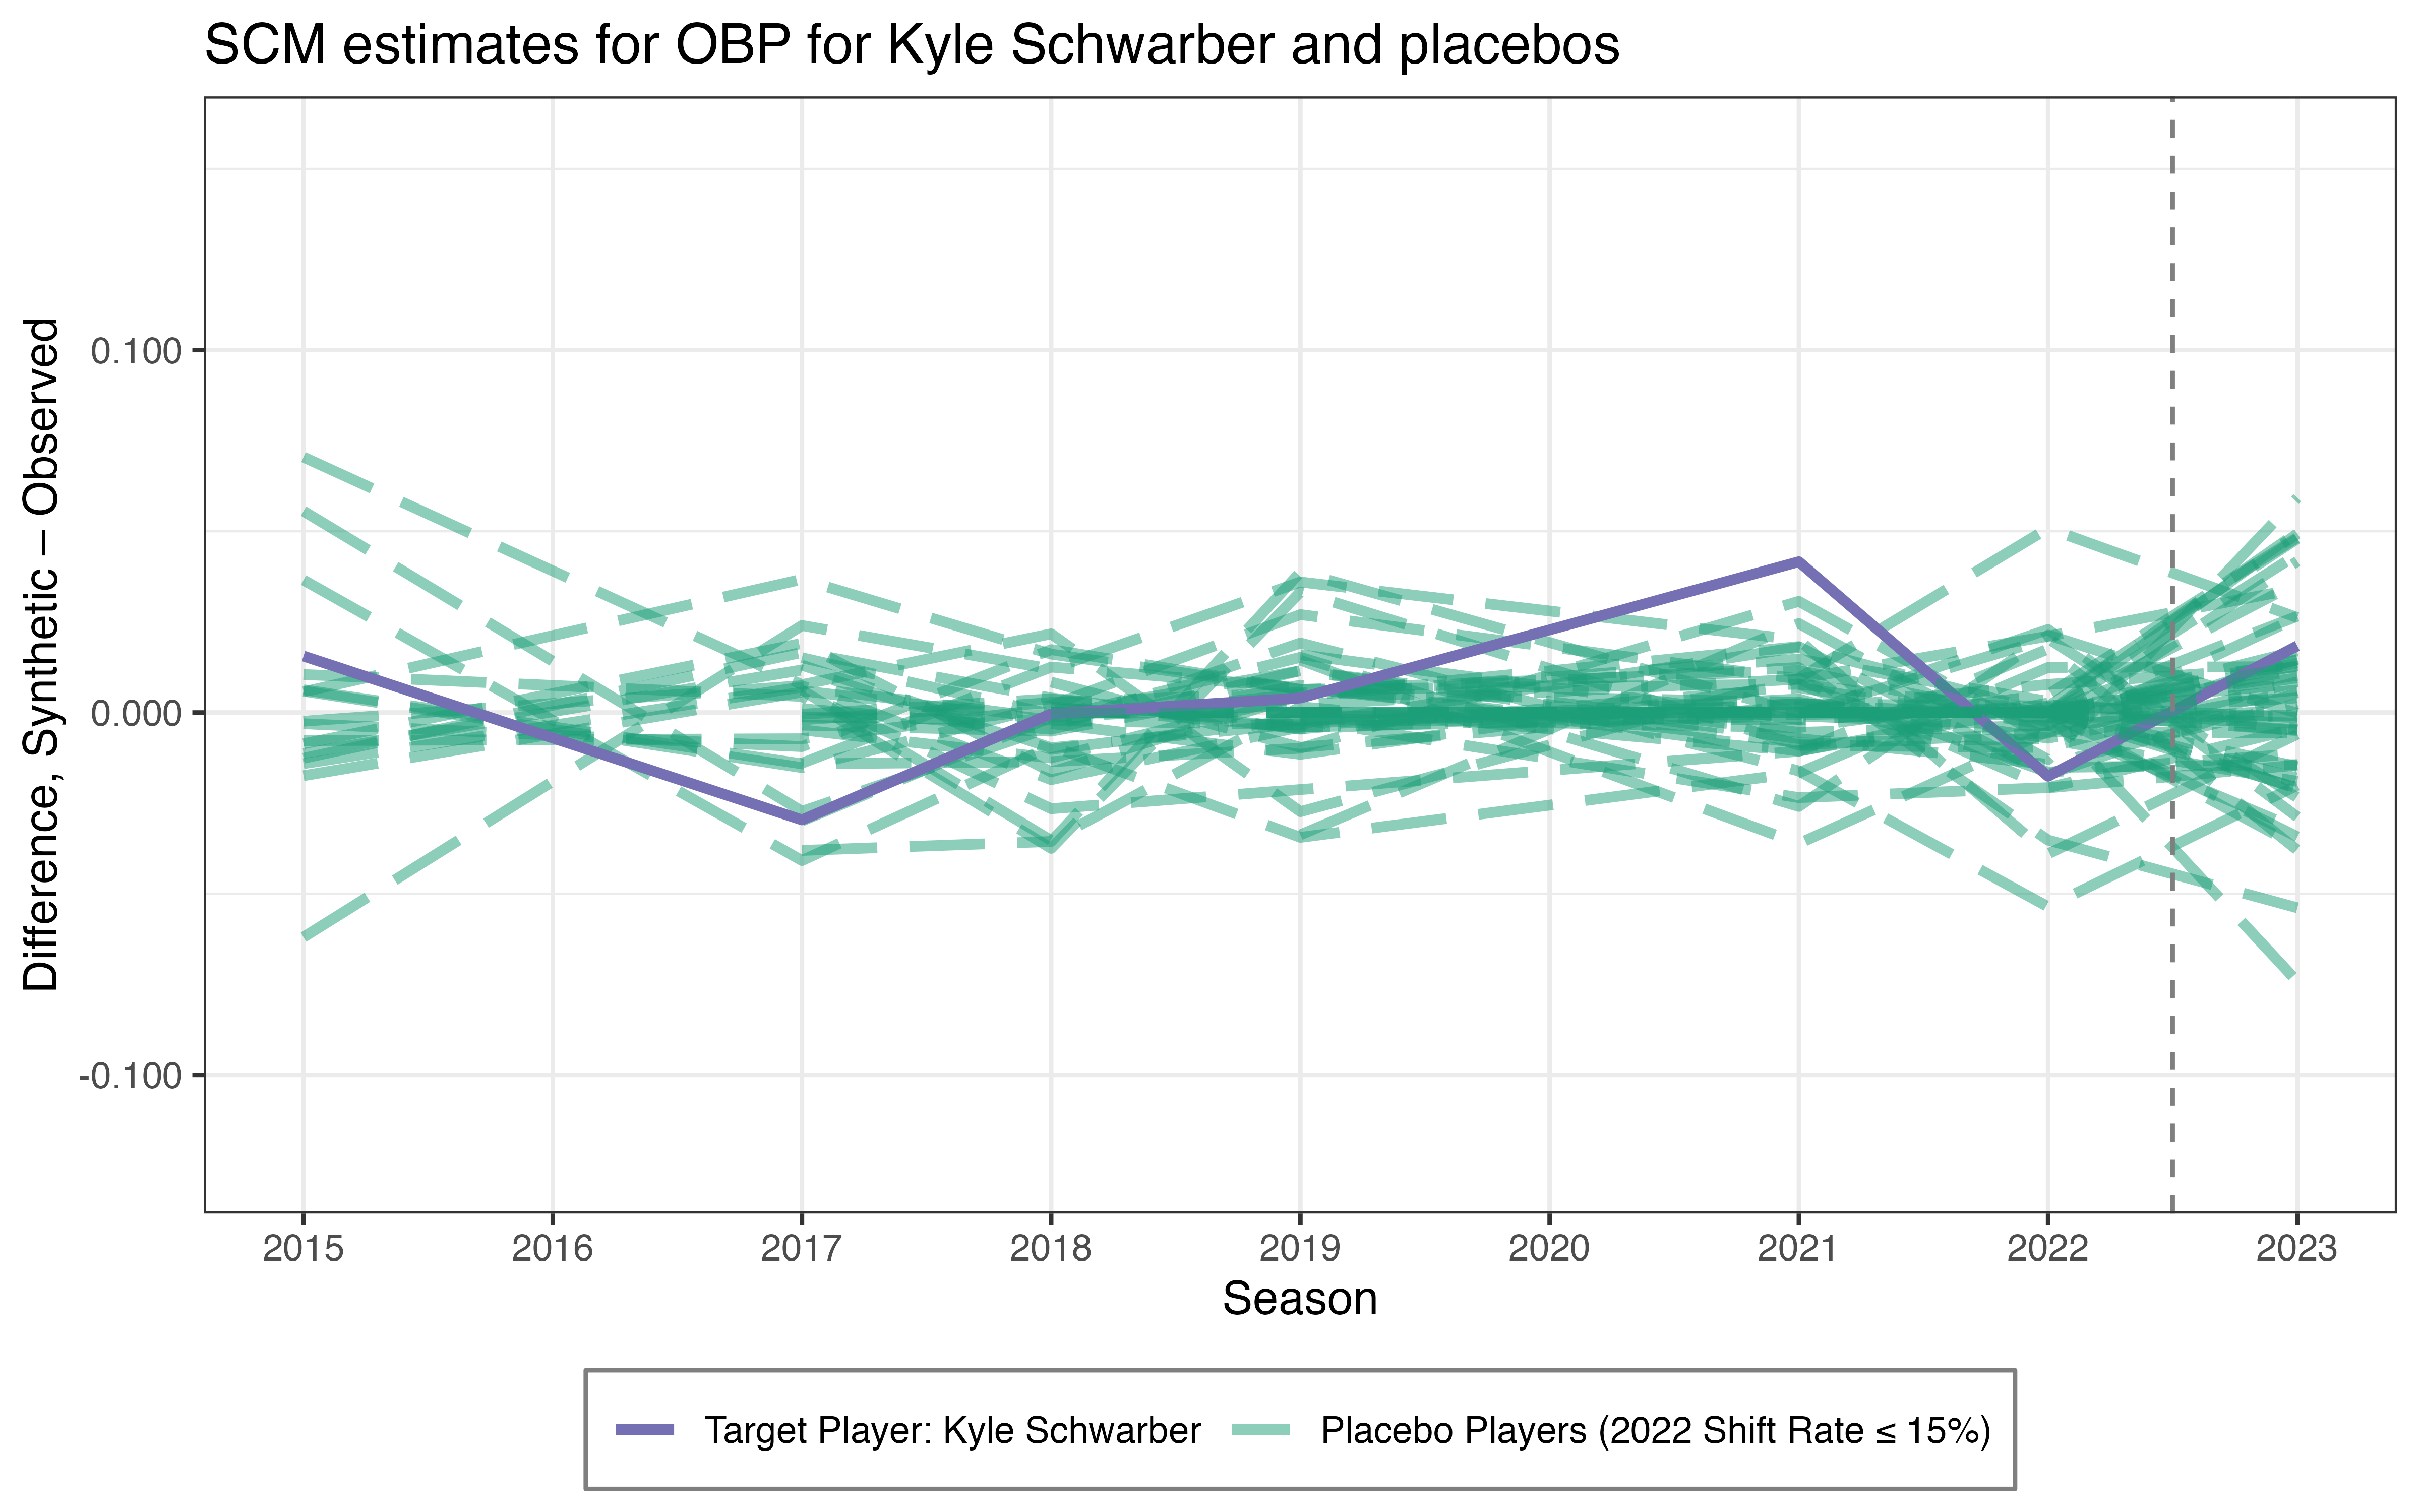 SCM estimates for OBP for Kyle Schwarber and placebos
Difference, Synthetic − Observed
0.100
0.000
-0.100
2015 2016 2017 2018 2019 2020 2021 2022 2023
Season
Target Player: Kyle Schwarber Placebo Players (2022 Shift Rate ≤ 15%)